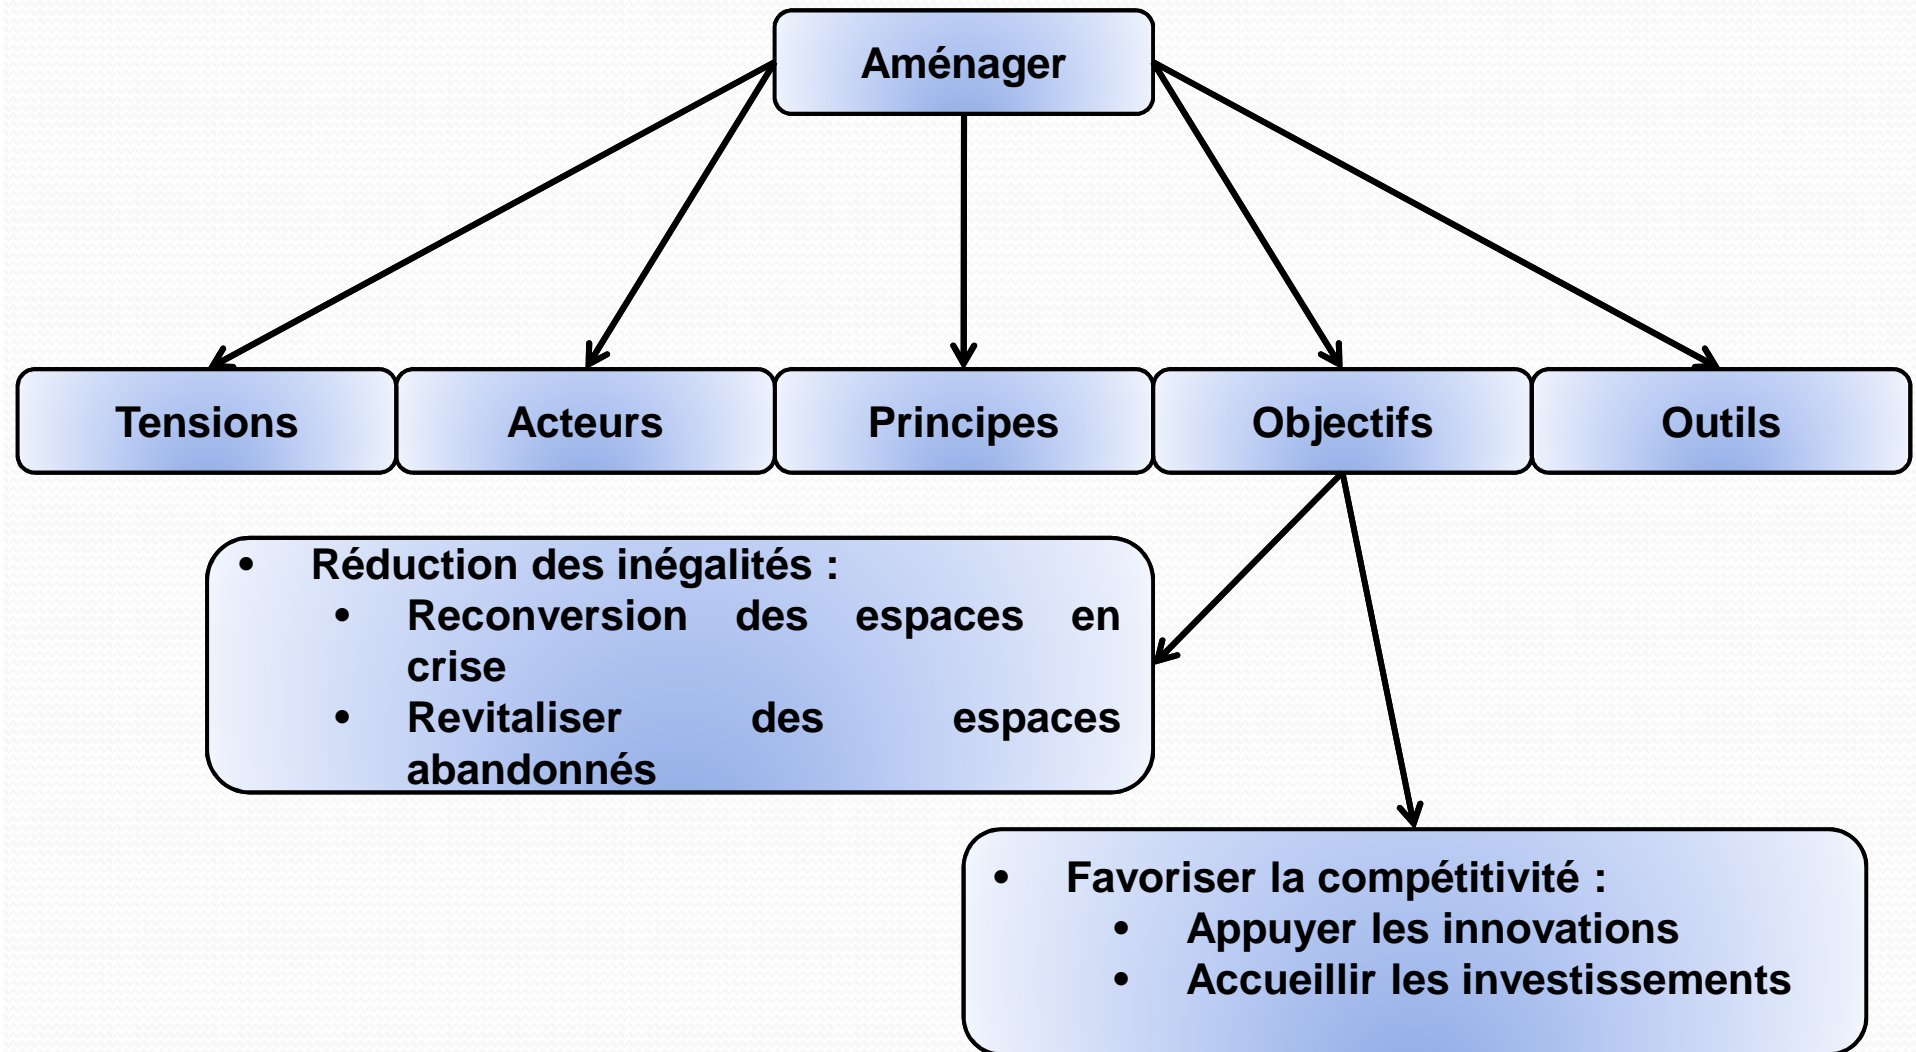 Aménager
Tensions
Acteurs
Principes
Objectifs
Outils
• Réduction des inégalités :
• Reconversion des espaces en
crise
• Revitaliser des espaces
abandonnés
• Favoriser la compétitivité :
• Appuyer les innovations
• Accueillir les investissements